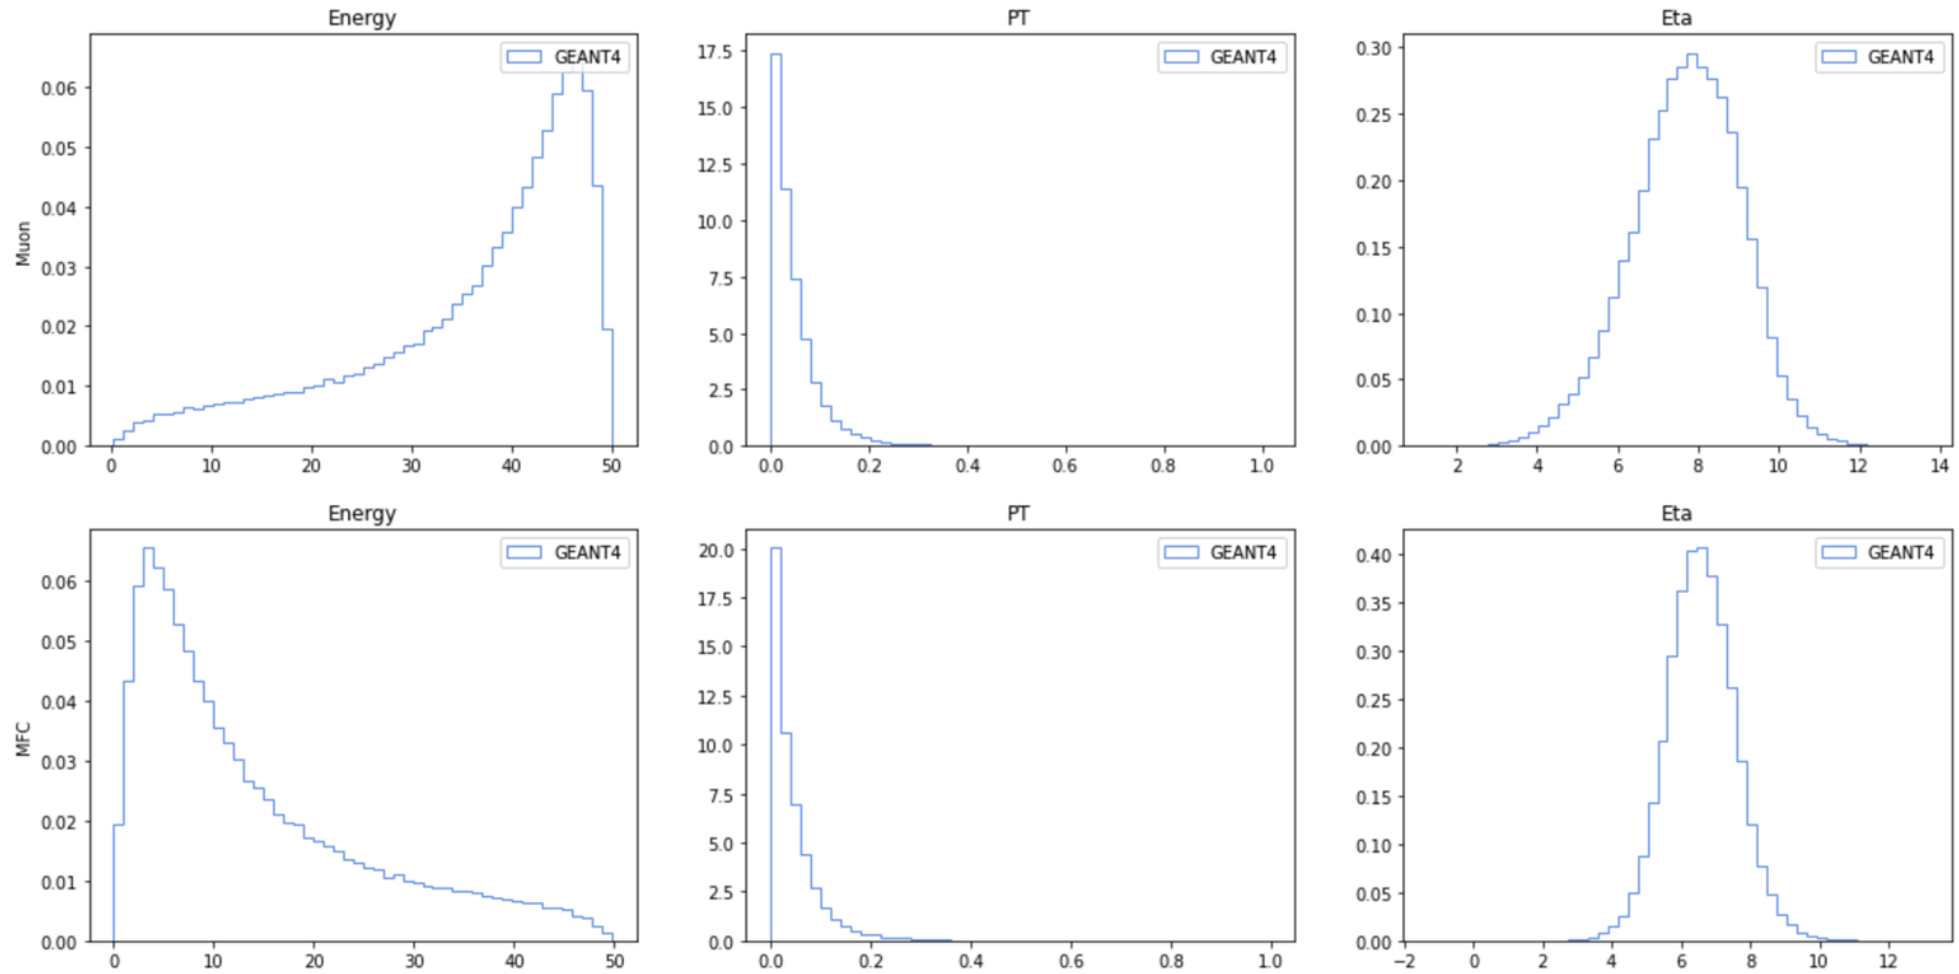 Energy
PT
Eta
GEANT4
GEANT4
GEANT4
Muon
0.06
0.05
0.04
0.03
0.02
0.01
0.00
0 10 20 30 40 50
17.5
15.0
12.5
10.0
7.5
5.0
2.5
0.0
0.0 0.2 0.4 0.6 0.8 1.0
0.30
0.25
0.20
0.15
0.10
0.05
0.00
2 4 6 8 10 12 14
Energy
PT
Eta
GEANT4
GEANT4
GEANT4
MFC
0.06
0.05
0.04
0.03
0.02
0.01
0.00
0 10 20 30 40 50
20.0
17.5
15.0
12.5
10.0
7.5
5.0
2.5
0.0
0.0 0.2 0.4 0.6 0.8 1.0
0.40
0.35
0.30
0.25
0.20
0.15
0.10
0.05
0.00
−2 0 2 4 6 8 10 12